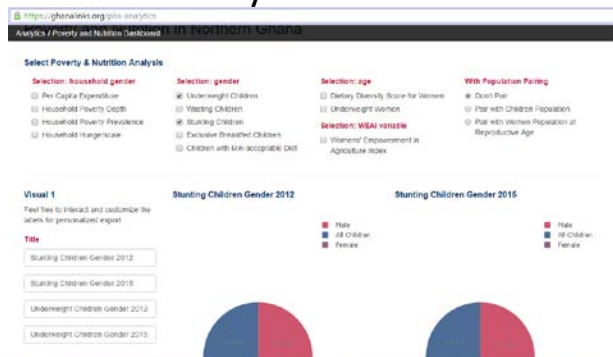 https://ghanalinks.org/pbs-analytics
in Northern Ghana
Analytics / Poverty and Nutrition Dashboard
Select Poverty & Nutrition Analysis
Selection: household gender
Per Capita Expenditure
Household Poverty Depth
Household Poverty Prevalence
Household Hungerscale
Selection: gender
Underweight Children
Wasting Children
Stunting Children
Exclusive Breastfed Children
Children with Min-acceptable Diet
Selection: age
Dietary Diversity Score for Women
Underweight Women
Selection: WEAI variable
Womens' Empowerment in
Agriculture Index
With Population Pairing
Don't Pair
Pair with Children Population
Pair with Women Population at
Reproductive Age
Visual 1
Feel free to interact and customize the
labels for personalized export
Title
Stunting Children Gender 2012
Stunting Children Gender 2015
Underweight Children Gender 2012
Underweight Children Gender 2015
Stunting Children Gender 2012
Male
All Children
Female
Stunting Children Gender 2015
Male
All Children
Female